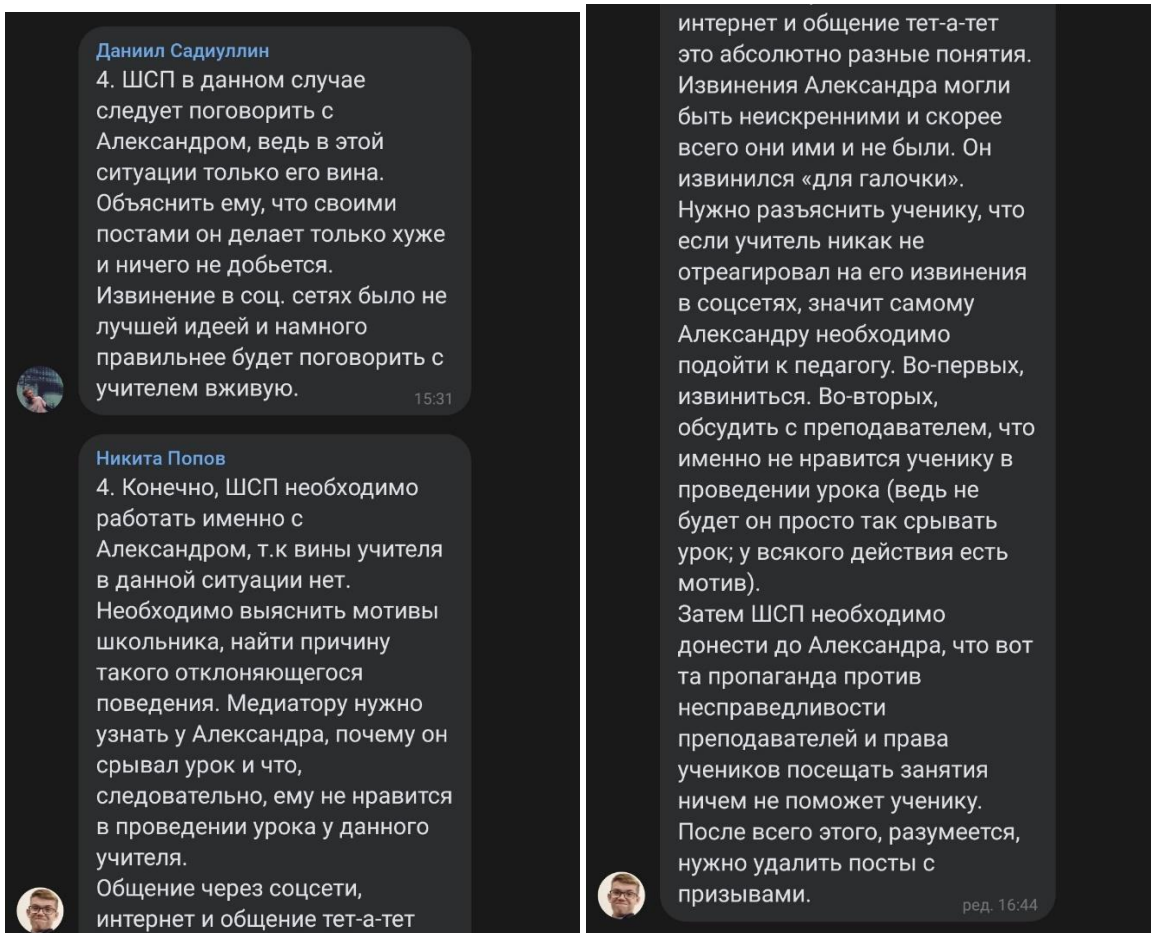 Даниил Садиуллин
4. ШСП в данном случае
следует поговорить с
Александром, ведь в этой
ситуации только его вина.
Объяснить ему, что своими
постами он делает только хуже
и ничего не добьется.
Извинение в соц. сетях было не
лучшей идеей и намного
правильнее будет поговорить с
учителем вживую.
15:31
Никита Попов
4. Конечно, ШСП необходимо
работать именно с
Александром, т.к вины учителя
в данной ситуации нет.
Необходимо выяснить мотивы
школьника, найти причину
такого отклоняющегося
поведения. Медиатору нужно
узнать у Александра, почему он
срывал урок и что,
следовательно, ему не нравится
в проведении урока у данного
учителя.
Общение через соцсети,
интернет и общение тет-а-тет
интернет и общение тет-а-тет
это абсолютно разные понятия.
Извинения Александра могли
быть неискренними и скорее
всего они ими и не были. Он
извинился «для галочки».
Нужно разъяснить ученику, что
если учитель никак не
отреагировал на его извинения
в соцсетях, значит самому
Александру необходимо
подойти к педагогу. Во-первых,
извиниться. Во-вторых,
обсудить с преподавателем, что
именно не нравится ученику в
проведении урока (ведь не
будет он просто так срывать
урок; у всякого действия есть
мотив).
Затем ШСП необходимо
донести до Александра, что вот
та пропаганда против
несправедливости
преподавателей и права
учеников посещать занятия
ничем не поможет ученику.
После всего этого, разумеется,
нужно удалить посты с
призывами.
ред. 16:44